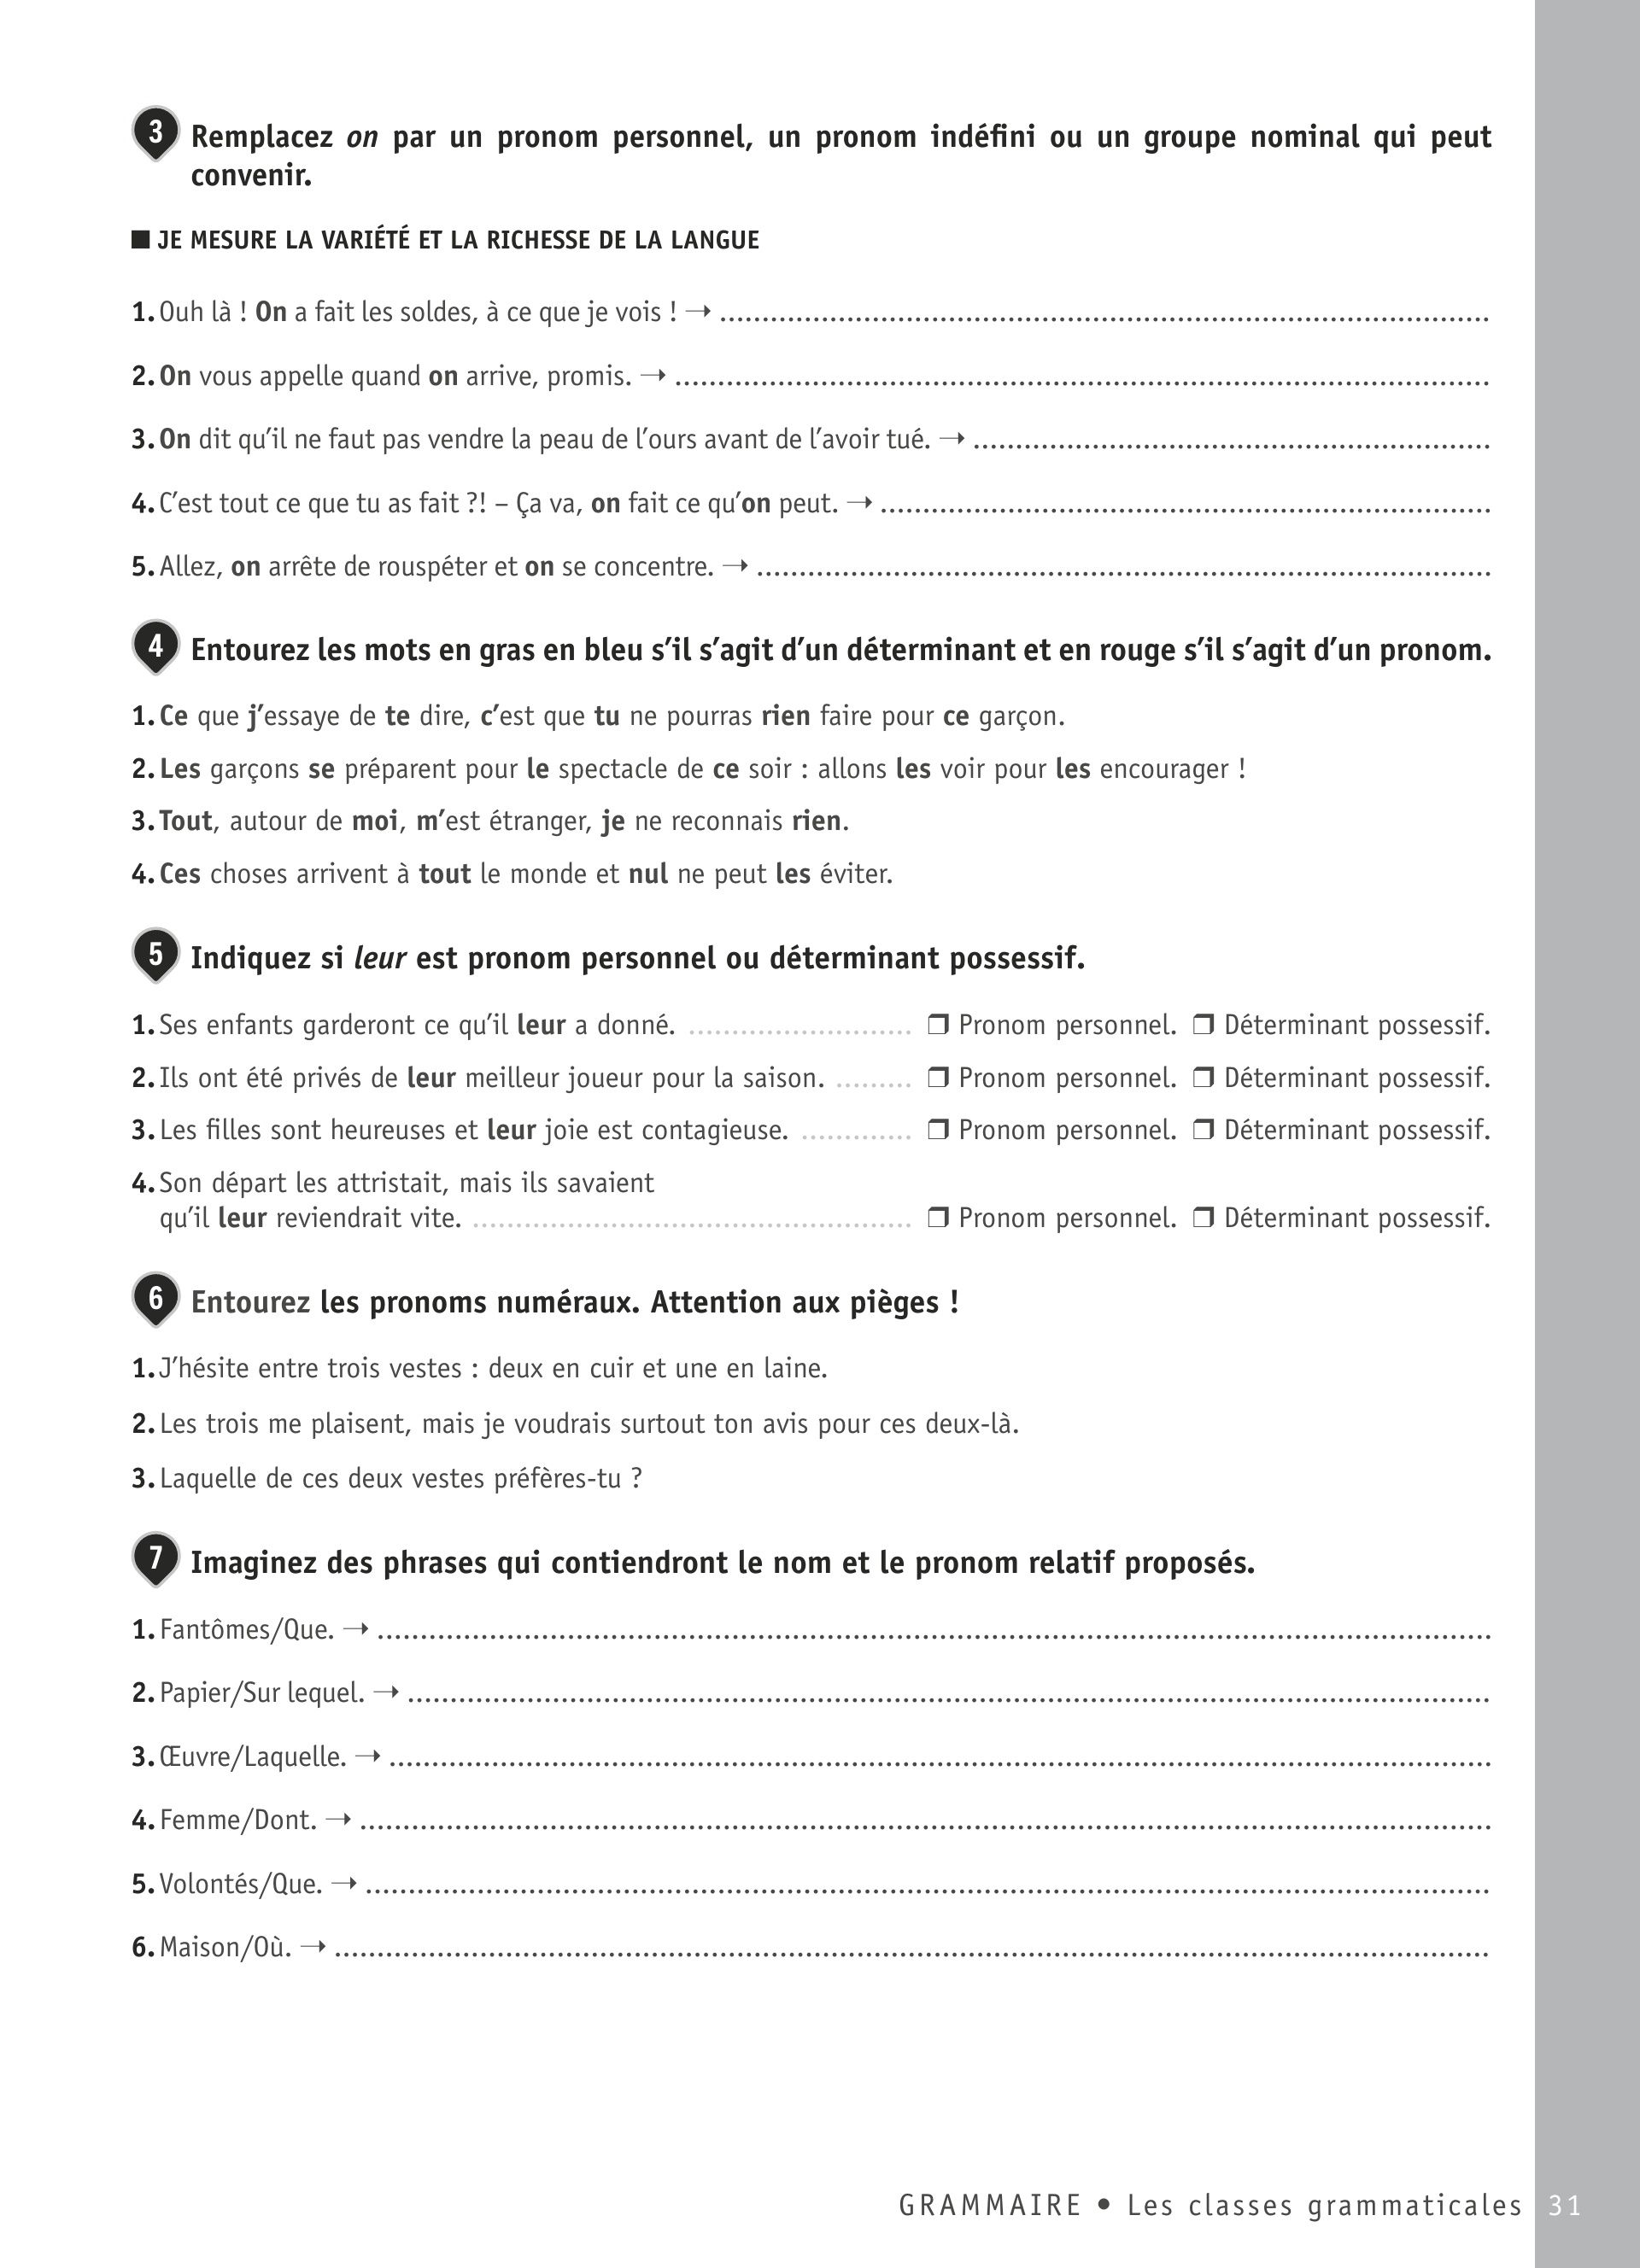 3 Remplacez on par un pronom personnel, un pronom indéfini ou un groupe nominal qui peut
convenir.
■ JE MESURE LA VARIÉTÉ ET LA RICHESSE DE LA LANGUE
1. Ouh là ! On a fait les soldes, à ce que je vois ! → ..........
2. On vous appelle quand on arrive, promis. → ..........
3. On dit qu’il ne faut pas vendre la peau de l’ours avant de l’avoir tué. → ..........
4. C’est tout ce que tu as fait ?! – Ça va, on fait ce qu’on peut. → ..........
5. Allez, on arrête de rouspéter et on se concentre. → ..........
4 Entourez les mots en gras en bleu s’il s’agit d’un déterminant et en rouge s’il s’agit d’un pronom.
1. Ce que j’essaye de te dire, c’est que tu ne pourras rien faire pour ce garçon.
2. Les garçons se préparent pour le spectacle de ce soir : allons les voir pour les encourager !
3. Tout, autour de moi, m’est étranger, je ne reconnais rien.
4. Ces choses arrivent à tout le monde et nul ne peut les éviter.
5 Indiquez si leur est pronom personnel ou déterminant possessif.
1. Ses enfants garderont ce qu’il leur a donné. .......... ❒ Pronom personnel. ❒ Déterminant possessif.
2. Ils ont été privés de leur meilleur joueur pour la saison. .......... ❒ Pronom personnel. ❒ Déterminant possessif.
3. Les filles sont heureuses et leur joie est contagieuse. .......... ❒ Pronom personnel. ❒ Déterminant possessif.
4. Son départ les attristait, mais ils savaient
qu’il leur reviendrait vite. .......... ❒ Pronom personnel. ❒ Déterminant possessif.
6 Entourez les pronoms numéraux. Attention aux pièges !
1. J’hésite entre trois vestes : deux en cuir et une en laine.
2. Les trois me plaisent, mais je voudrais surtout ton avis pour ces deux-là.
3. Laquelle de ces deux vestes préfères-tu ?
7 Imaginez des phrases qui contiendront le nom et le pronom relatif proposés.
1. Fantômes/Que. → ..........
2. Papier/Sur lequel. → ..........
3. Œuvre/Laquelle. → ..........
4. Femme/Dont. → ..........
5. Volontés/Que. → ..........
6. Maison/Où. → ..........
GRAMMAIRE • Les classes grammaticales 31